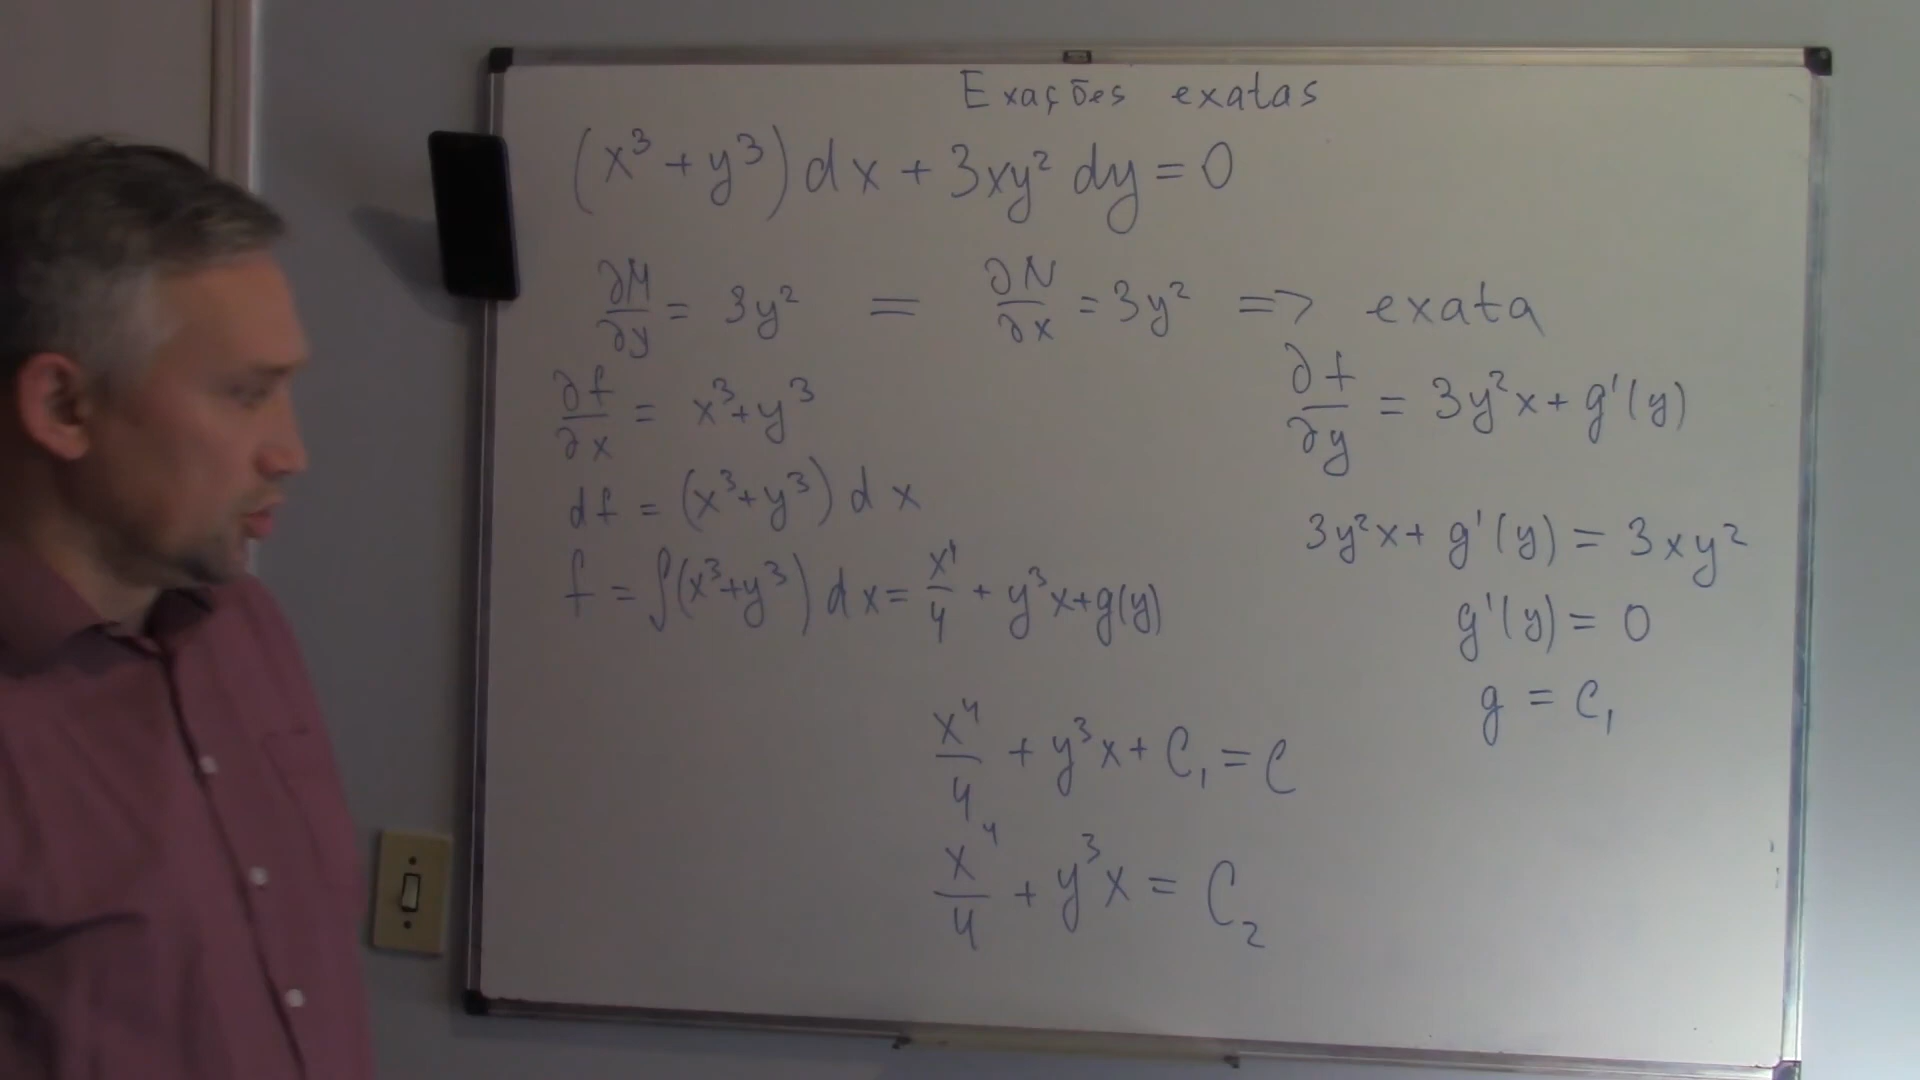 Exações exatas
(x³ + y³) dx + 3xy² dy = 0
∂M/∂y = 3y² = ∂N/∂x = 3y² => exata
∂f/∂x = x³+y³
df = (x³+y³) dx
f = ∫(x³+y³) dx = x⁴/4 + y³x+g(y)
∂f/∂y = 3y²x+ g'(y)
3y²x+ g'(y) = 3xy²
g'(y) = 0
g = C₁
x⁴/4 + y³x + C₁ = C
x⁴/4 + y³x = C₂